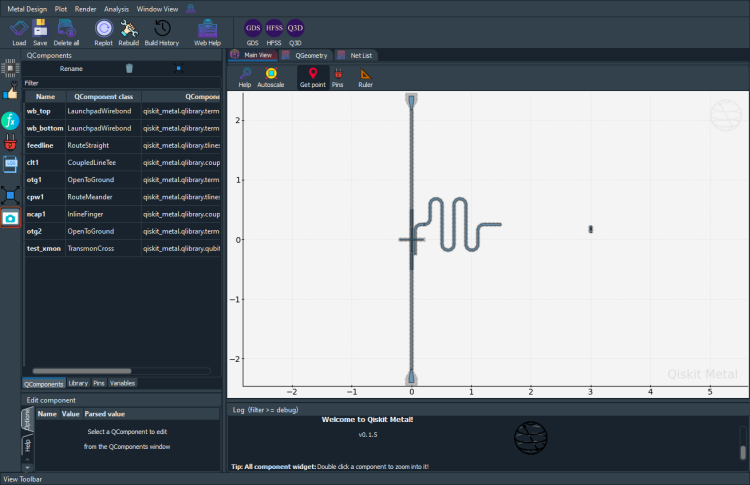 Metal Design Plot Render Analysis Window View
Load Save Delete all Replot Rebuild Build History Web Help GDS HFSS Q3D
GDS HFSS Q3D
QComponents
Main View QGeometry Net List
Rename
Filter
Help Autoscale Get point Pins Ruler
Name QComponent class QCompone
wb_top LaunchpadWirebond qiskit_metal.qlibrary.term
wb_bottom LaunchpadWirebond qiskit_metal.qlibrary.term
feedline RouteStraight qiskit_metal.qlibrary.tlines
clt1 CoupledLineTee qiskit_metal.qlibrary.coup
otg1 OpenToGround qiskit_metal.qlibrary.term
cpw1 RouteMeander qiskit_metal.qlibrary.tlines
ncap1 InlineFinger qiskit_metal.qlibrary.coup
otg2 OpenToGround qiskit_metal.qlibrary.term
test_xmon TransmonCross qiskit_metal.qlibrary.qubit
2
1
0
−1
−2
−2 −1 0 1 2 3 4 5
Qiskit Metal
QComponents Library Pins Variables
Edit component
Options
Help
Name Value Parsed value
Select a QComponent to edit
from the QComponents window
Log (filter >= debug)
Welcome to Qiskit Metal!
v0.1.5
Tip: All component widget: Double click a component to zoom into it!
View Toolbar